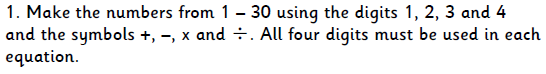 1. Make the numbers from 1 – 30 using the digits 1, 2, 3 and 4
and the symbols +, –, x and ÷. All four digits must be used in each
equation.